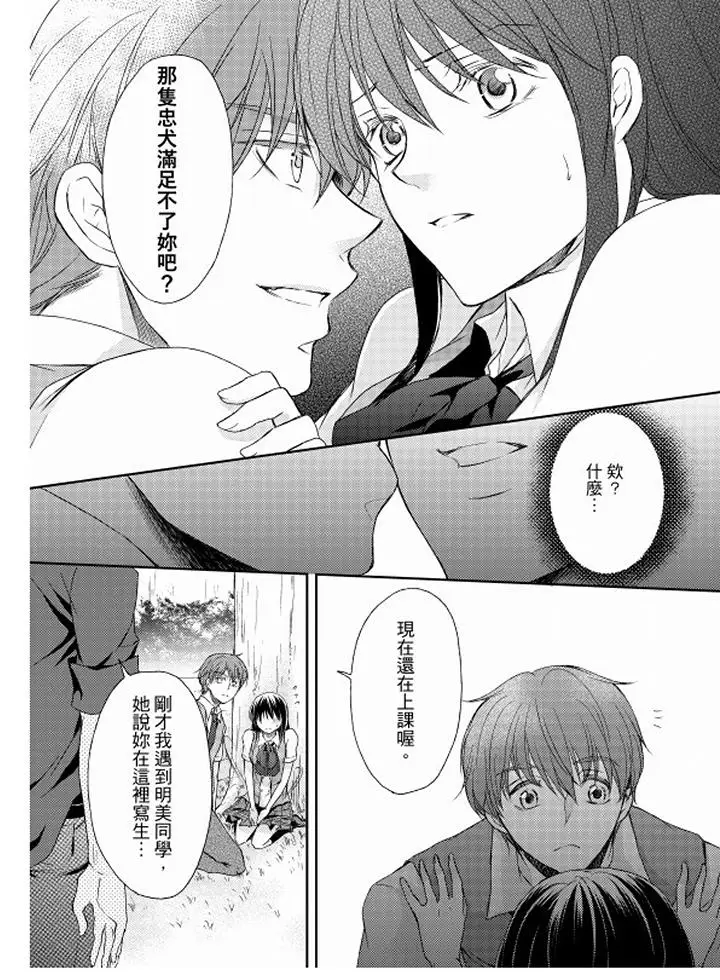 那隻忠犬滿足不了妳吧？
欸？
什麼…
現在還在上課喔。
剛才我遇到明美同學，
她說妳在這裡寫生…